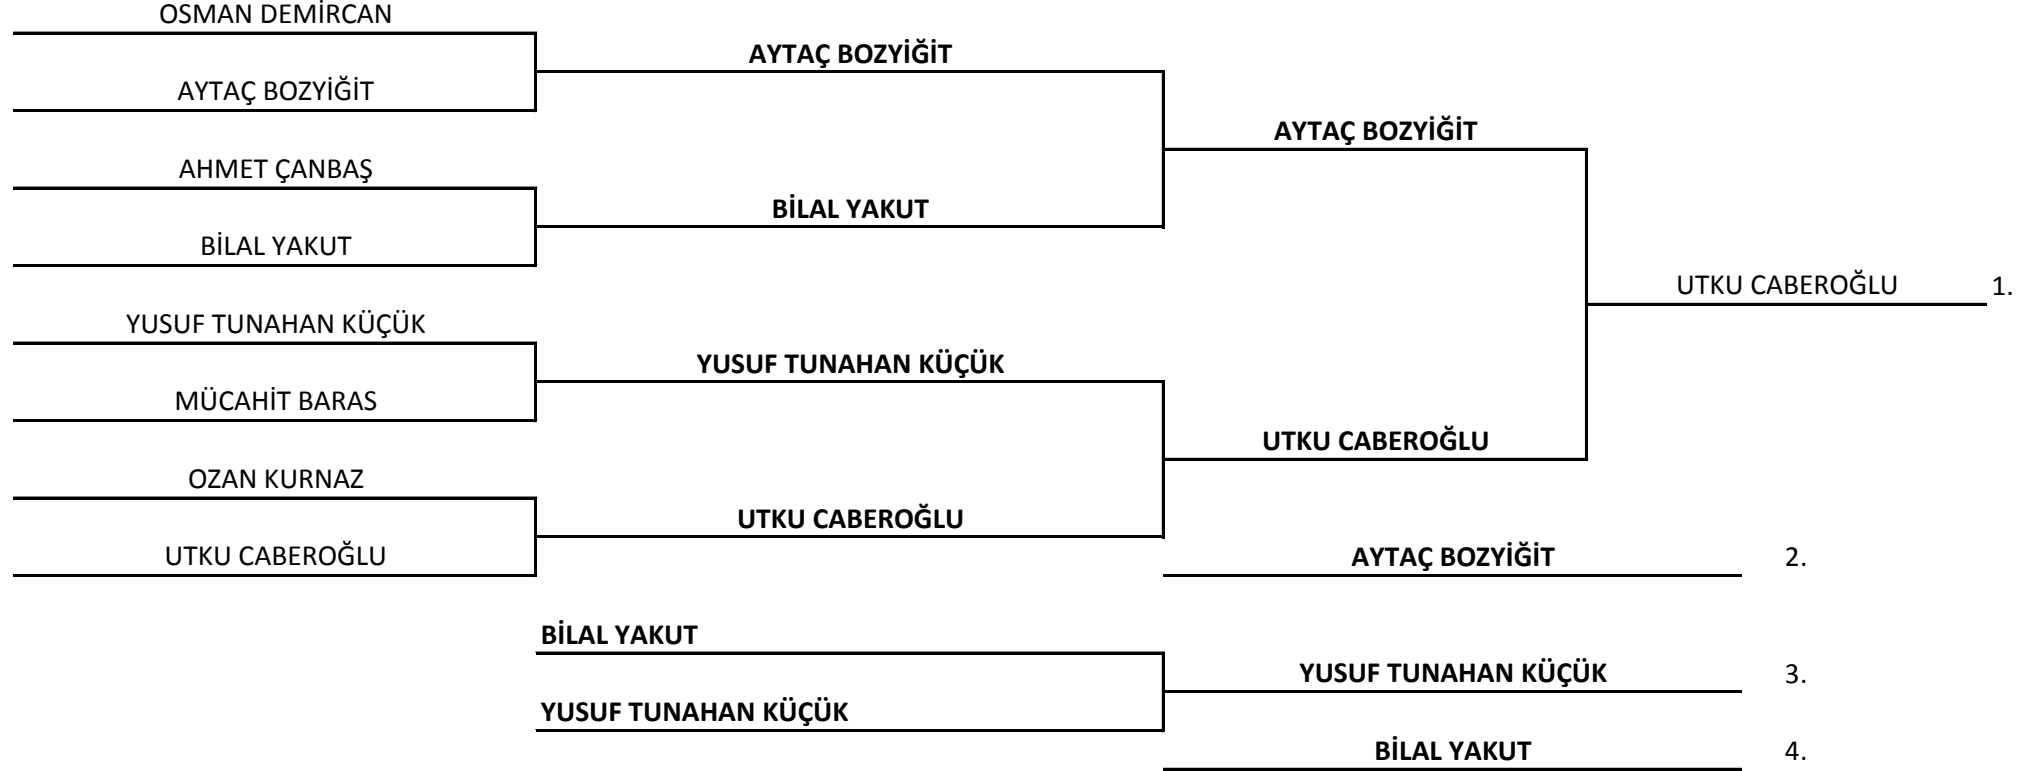 OSMAN DEMİRCAN
AYTAÇ BOZYİĞİT
AYTAÇ BOZYİĞİT
AYTAÇ BOZYİĞİT
AHMET ÇANBAŞ
BİLAL YAKUT
BİLAL YAKUT
UTKU CABEROĞLU 1.
YUSUF TUNAHAN KÜÇÜK
YUSUF TUNAHAN KÜÇÜK
MÜCAHİT BARAS
UTKU CABEROĞLU
OZAN KURNAZ
UTKU CABEROĞLU
UTKU CABEROĞLU
AYTAÇ BOZYİĞİT 2.
BİLAL YAKUT
YUSUF TUNAHAN KÜÇÜK 3.
YUSUF TUNAHAN KÜÇÜK
BİLAL YAKUT 4.